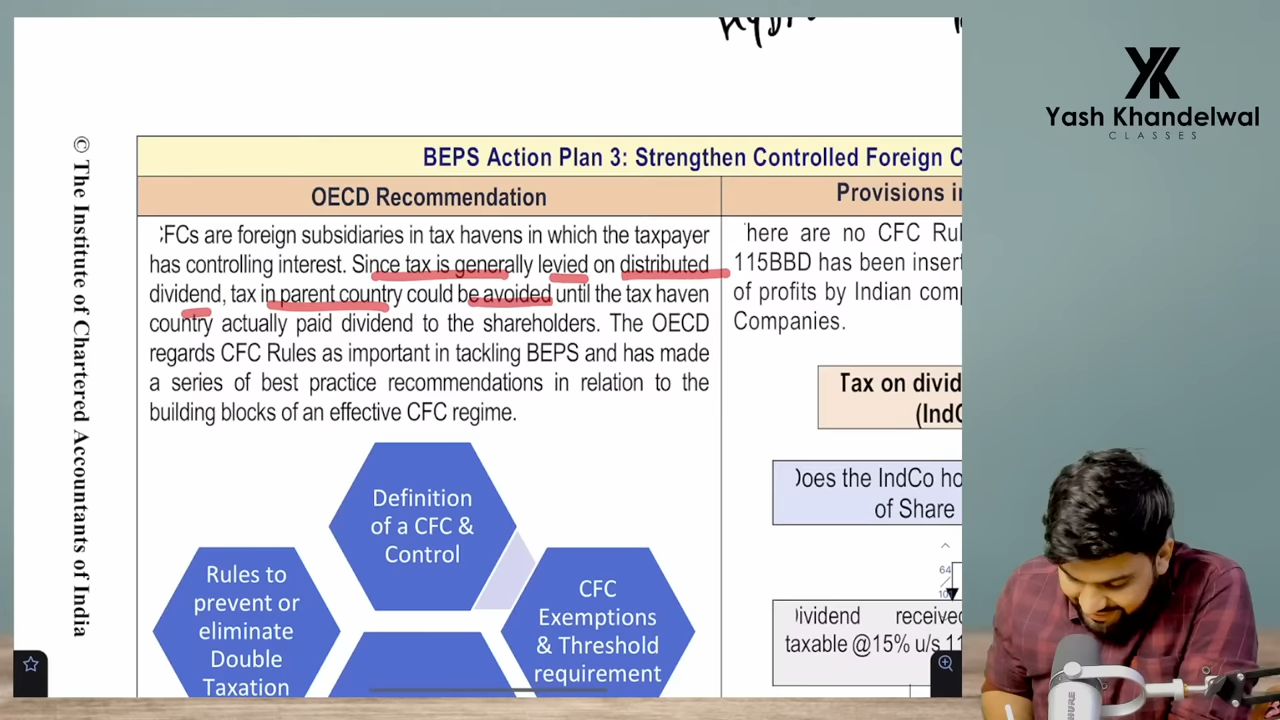 Yash Khandelwal
CLASSES
© The Institute of Chartered Accountants of India
BEPS Action Plan 3: Strengthen Controlled Foreign C
OECD Recommendation
CFCs are foreign subsidiaries in tax havens in which the taxpayer
has controlling interest. Since tax is generally levied on distributed
dividend, tax in parent country could be avoided until the tax haven
country actually paid dividend to the shareholders. The OECD
regards CFC Rules as important in tackling BEPS and has made
a series of best practice recommendations in relation to the
building blocks of an effective CFC regime.
Definition
of a CFC &
Control
Rules to
prevent or
eliminate
Double
Taxation
CFC
Exemptions
& Threshold
requirement
Provisions i
here are no CFC Rul
115BBD has been insert
of profits by Indian comp
Companies.
Tax on divid
(IndC
Does the IndCo ho
of Share
64
Dividend received
taxable @15% u/s 11